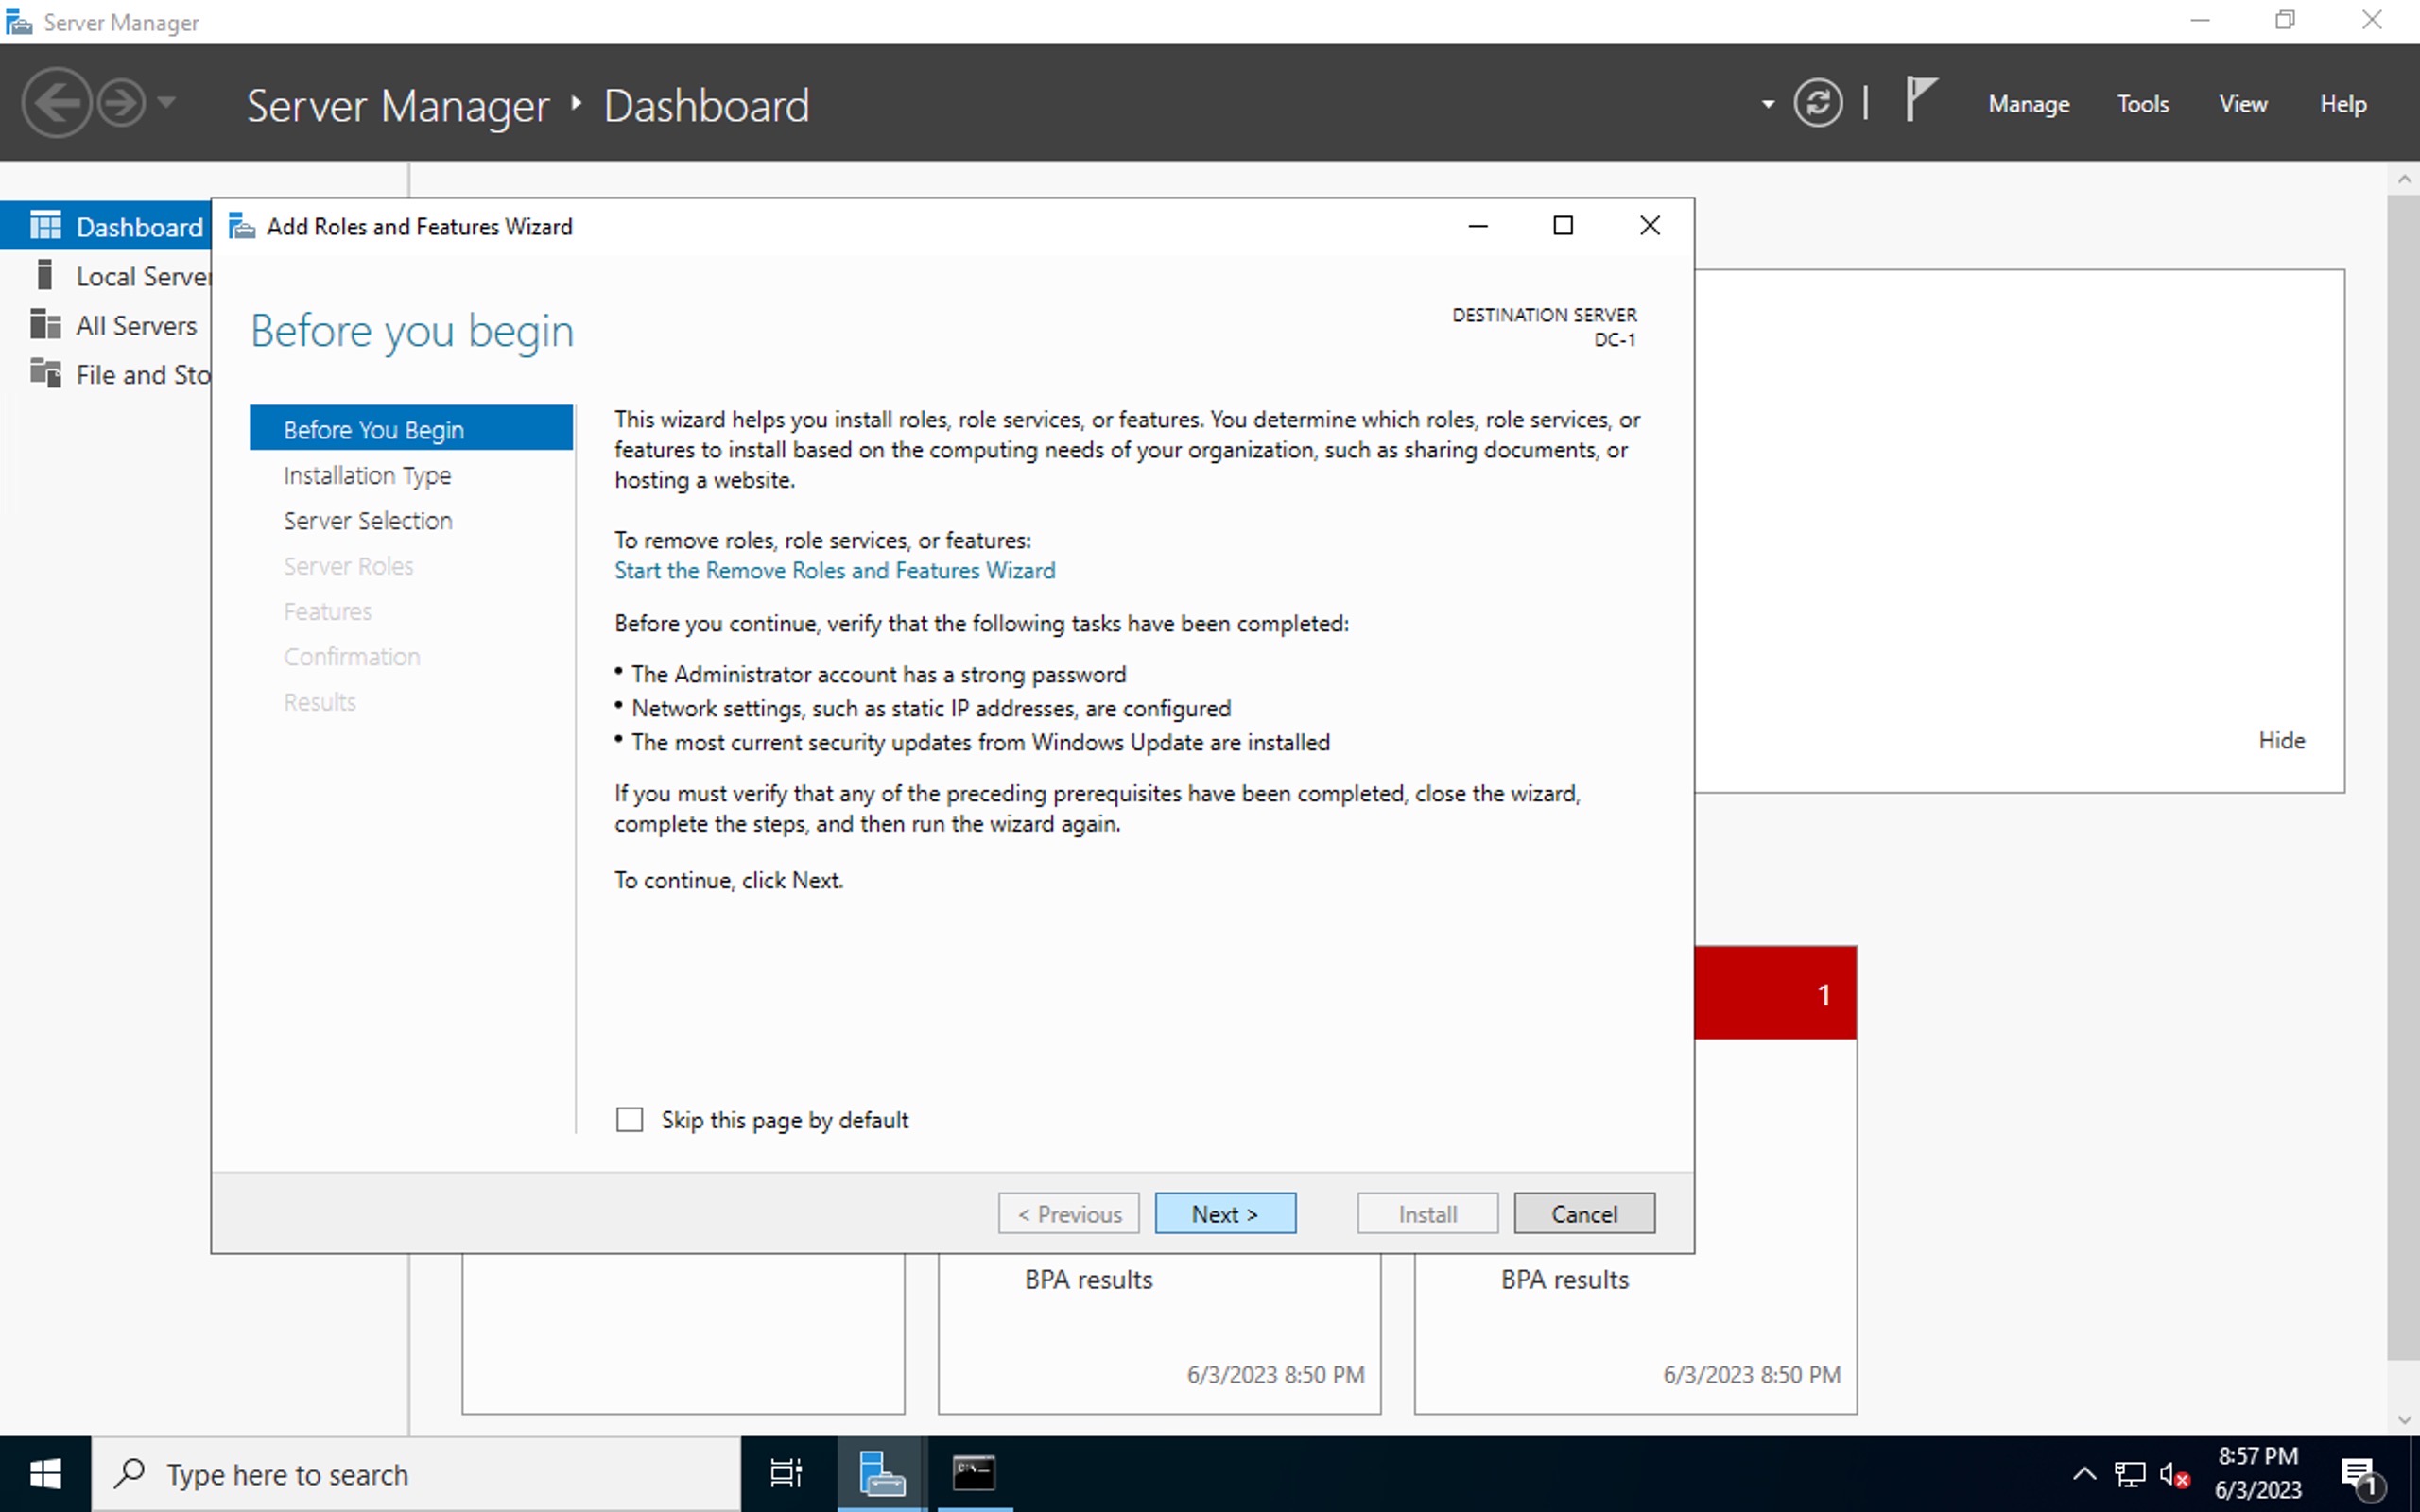 Server Manager
Server Manager ‣ Dashboard
Manage Tools View Help
Dashboard
Local Server
All Servers
File and Sto
Add Roles and Features Wizard
Before you begin
DESTINATION SERVER
DC-1
Before You Begin
Installation Type
Server Selection
Server Roles
Features
Confirmation
Results
This wizard helps you install roles, role services, or features. You determine which roles, role services, or
features to install based on the computing needs of your organization, such as sharing documents, or
hosting a website.
To remove roles, role services, or features:
Start the Remove Roles and Features Wizard
Before you continue, verify that the following tasks have been completed:
• The Administrator account has a strong password
• Network settings, such as static IP addresses, are configured
• The most current security updates from Windows Update are installed
If you must verify that any of the preceding prerequisites have been completed, close the wizard,
complete the steps, and then run the wizard again.
To continue, click Next.
Skip this page by default
< Previous Next > Install Cancel
Hide
1
BPA results
6/3/2023 8:50 PM
BPA results
6/3/2023 8:50 PM
Type here to search
C:\_
8:57 PM
6/3/2023
1